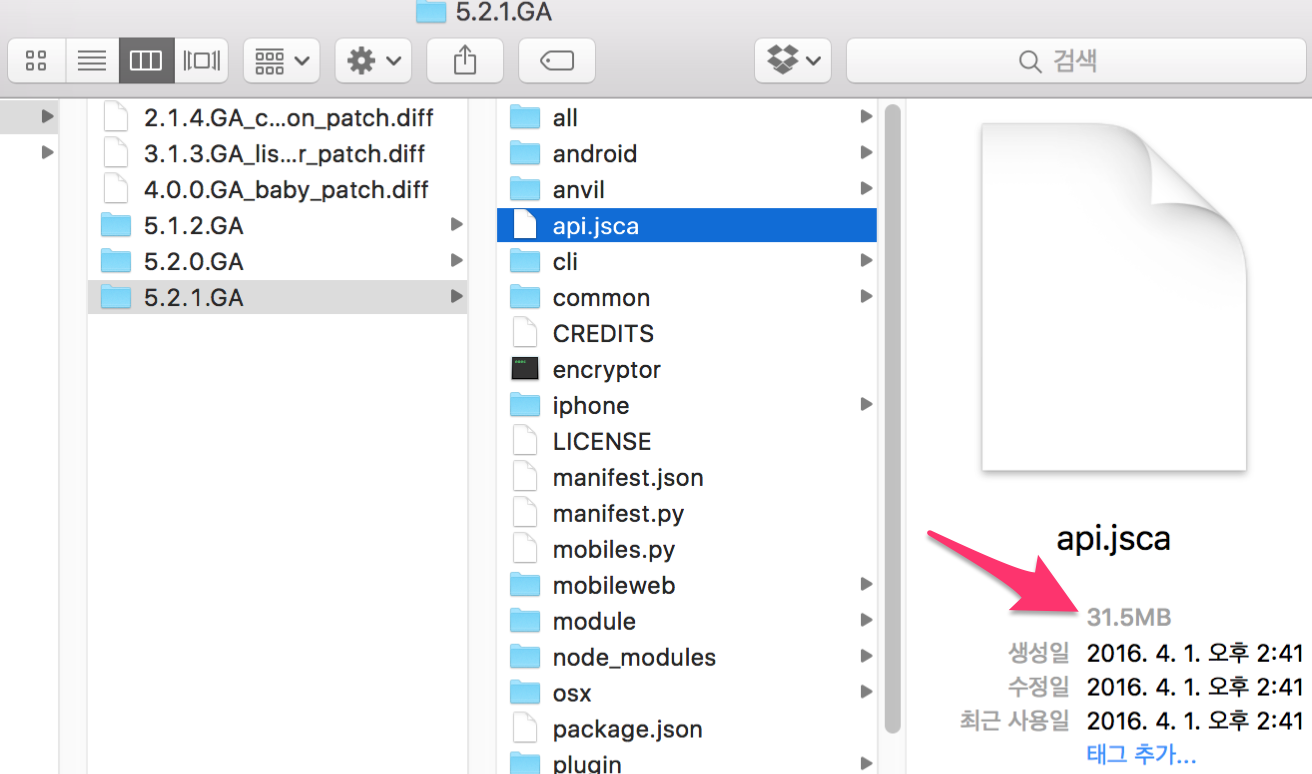 5.2.1.GA
검색
2.1.4.GA_c...on_patch.diff
3.1.3.GA_lis...r_patch.diff
4.0.0.GA_baby_patch.diff
5.1.2.GA
5.2.0.GA
5.2.1.GA
all
android
anvil
api.jsca
cli
common
CREDITS
encryptor
iphone
LICENSE
manifest.json
manifest.py
mobiles.py
mobileweb
module
node_modules
osx
package.json
plugin
api.jsca
31.5MB
생성일 2016. 4. 1. 오후 2:41
수정일 2016. 4. 1. 오후 2:41
최근 사용일 2016. 4. 1. 오후 2:41
태그 추가...